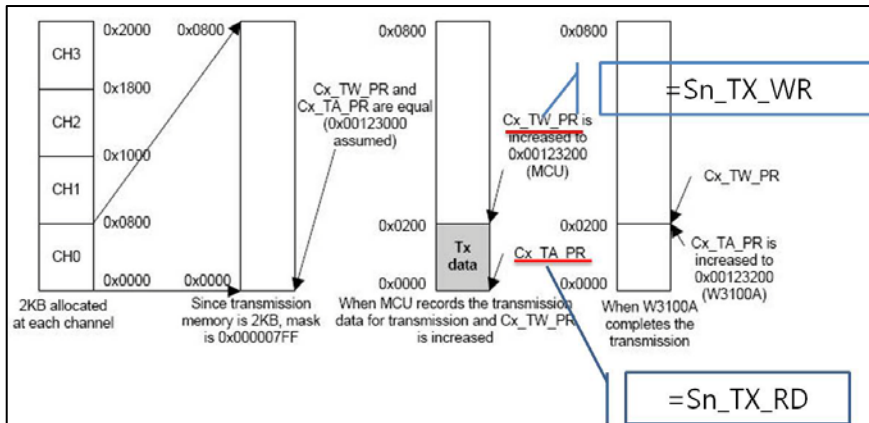 0x2000
CH3
0x1800
CH2
0x1000
CH1
0x0800
CH0
0x0000
2KB allocated
at each channel
0x0800
Cx_TW_PR and
Cx_TA_PR are equal
(0x00123000
assumed)
0x0000
Since transmission
memory is 2KB, mask
is 0x000007FF
0x0800
Cx_TW_PR is
increased to
0x00123200
(MCU)
0x0200
Tx
data
Cx_TA_PR
0x0000
When MCU records the transmission
data for transmission and Cx_TW_PR
is increased
0x0800
=Sn_TX_WR
Cx_TW_PR
0x0200
Cx_TA_PR is
increased to
0x00123200
(W3100A)
0x0000
When W3100A
completes the
transmission
=Sn_TX_RD